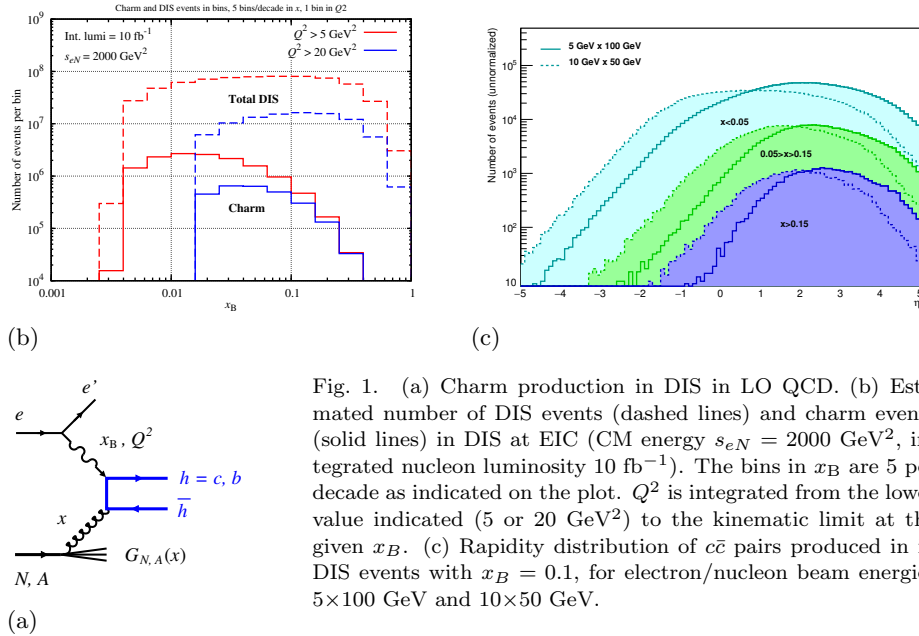 Charm and DIS events in bins, 5 bins/decade in x, 1 bin in Q2
Int. lumi = 10 fb⁻¹
s_eN = 2000 GeV²
Q² > 5 GeV²
Q² > 20 GeV²
Total DIS
Charm
Number of events per bin
10⁹
10⁸
10⁷
10⁶
10⁵
10⁴
0.001 0.01 0.1 1
x_B
(b)
5 GeV x 100 GeV
10 GeV x 50 GeV
x<0.05
0.05>x>0.15
x>0.15
Number of events (unnormalized)
10⁵
10⁴
10³
10²
10
−5 −4 −3 −2 −1 0 1 2 3 4 5
η
(c)
e'
e
x_B , Q²
h = c, b
h̅
x
G_N, A(x)
N, A
(a)
Fig. 1. (a) Charm production in DIS in LO QCD. (b) Esti
mated number of DIS events (dashed lines) and charm event
(solid lines) in DIS at EIC (CM energy s_eN = 2000 GeV², in
tegrated nucleon luminosity 10 fb⁻¹). The bins in x_B are 5 pe
decade as indicated on the plot. Q² is integrated from the lowe
value indicated (5 or 20 GeV²) to the kinematic limit at th
given x_B. (c) Rapidity distribution of cc̄ pairs produced in
DIS events with x_B = 0.1, for electron/nucleon beam energie
5×100 GeV and 10×50 GeV.